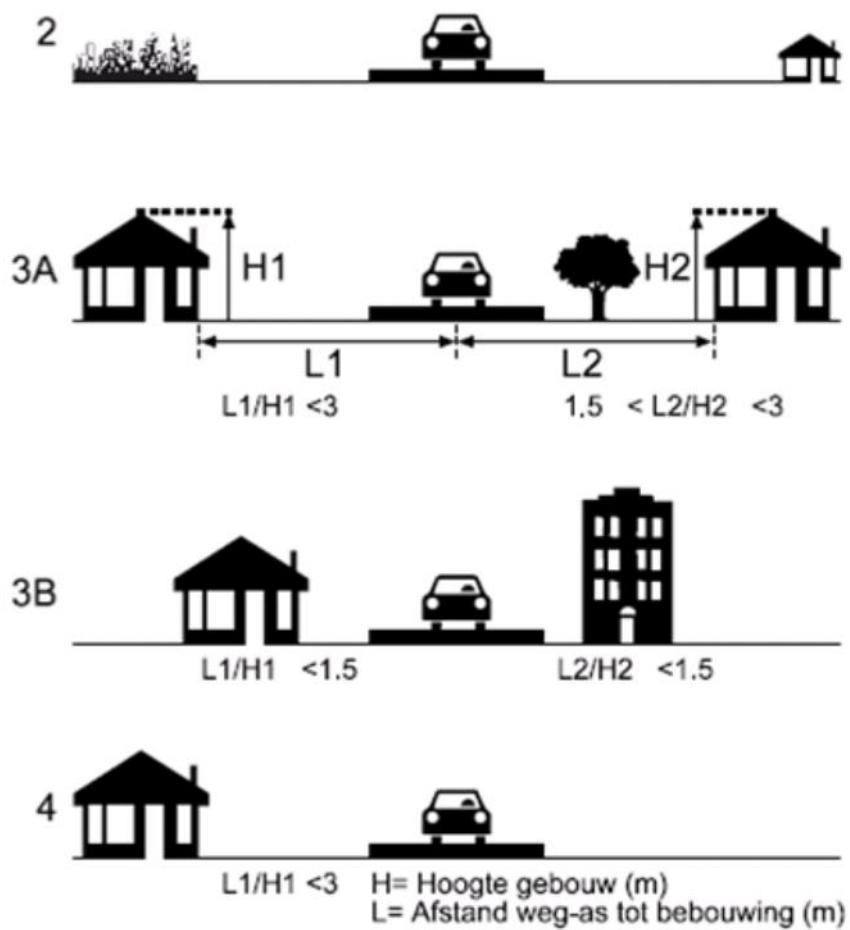 2
3A H1 H2
L1 L2
L1/H1 <3 1.5 < L2/H2 <3
3B
L1/H1 <1.5 L2/H2 <1.5
4
L1/H1 <3 H= Hoogte gebouw (m)
L= Afstand weg-as tot bebouwing (m)